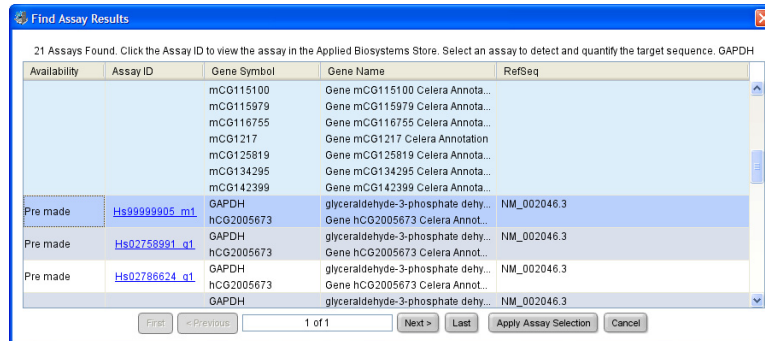 Find Assay Results
21 Assays Found. Click the Assay ID to view the assay in the Applied Biosystems Store. Select an assay to detect and quantify the target sequence. GAPDH
Availability Assay ID Gene Symbol Gene Name RefSeq
mCG115100 Gene mCG115100 Celera Annota...
mCG115979 Gene mCG115979 Celera Annota...
mCG116755 Gene mCG116755 Celera Annota...
mCG1217 Gene mCG1217 Celera Annotation
mCG125819 Gene mCG125819 Celera Annota...
mCG134295 Gene mCG134295 Celera Annota...
mCG142399 Gene mCG142399 Celera Annota...
Pre made Hs99999905_m1 GAPDH glyceraldehyde-3-phosphate dehy... NM_002046.3
hCG2005673 Gene hCG2005673 Celera Annot...
Pre made Hs02758991_g1 GAPDH glyceraldehyde-3-phosphate dehy... NM_002046.3
hCG2005673 Gene hCG2005673 Celera Annot...
Pre made Hs02786624_g1 GAPDH glyceraldehyde-3-phosphate dehy... NM_002046.3
hCG2005673 Gene hCG2005673 Celera Annot...
GAPDH glyceraldehyde-3-phosphate dehy... NM_002046.3
First < Previous 1 of 1 Next > Last Apply Assay Selection Cancel